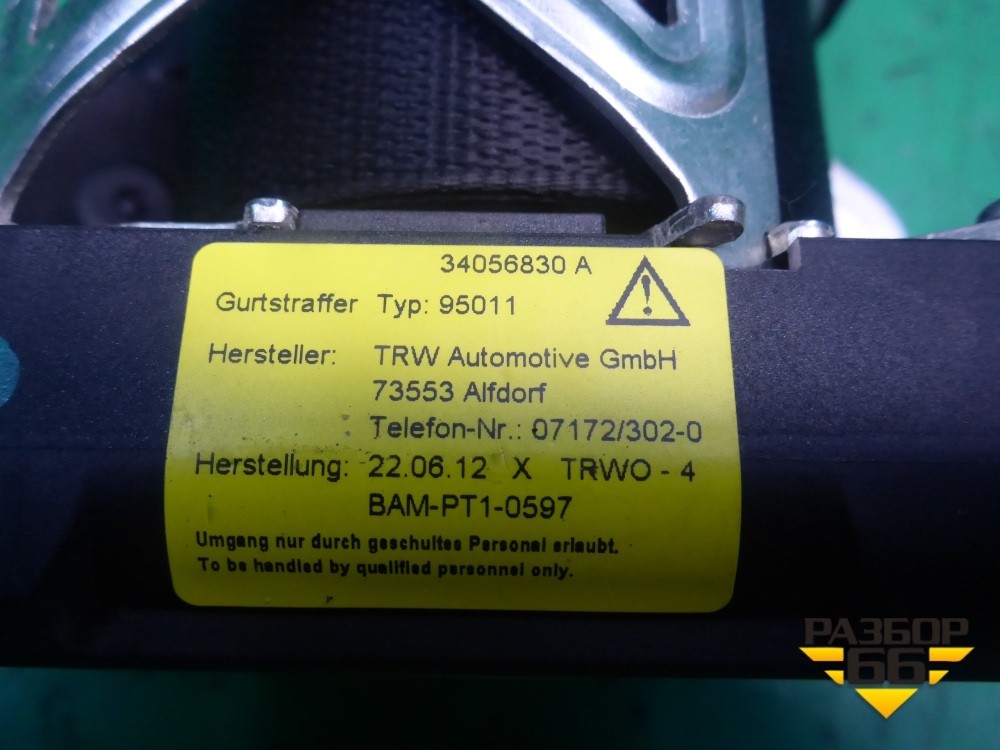 34056830 A
Gurtstraffer Typ: 95011
Hersteller: TRW Automotive GmbH
73553 Alfdorf
Telefon-Nr.: 07172/302-0
Herstellung: 22.06.12 X TRWO - 4
BAM-PT1-0597
Umgang nur durch geschultes Personal erlaubt.
To be handled by qualified personnel only.
РАЗБОР
66